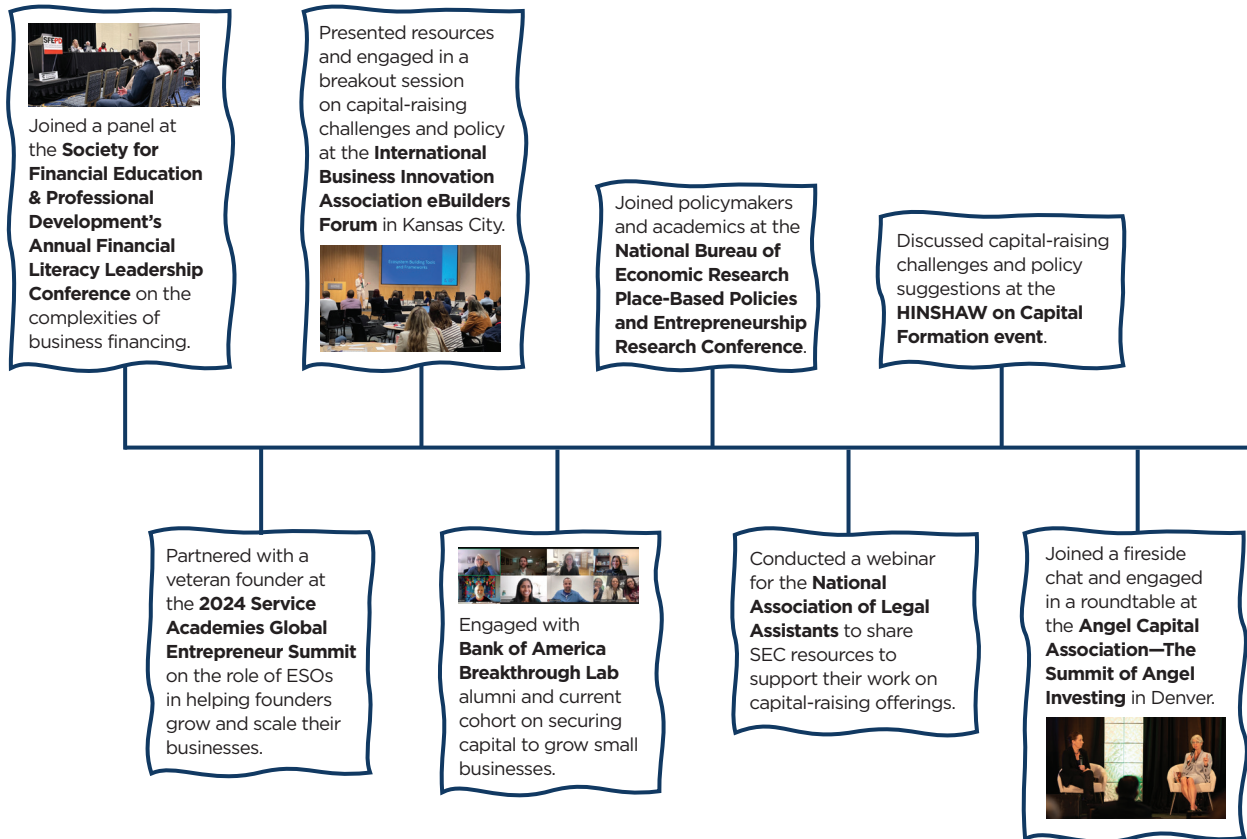 SFEPD
Joined a panel at
the Society for
Financial Education
& Professional
Development's
Annual Financial
Literacy Leadership
Conference on the
complexities of
business financing.
Partnered with a
veteran founder at
the 2024 Service
Academies Global
Entrepreneur Summit
on the role of ESOs
in helping founders
grow and scale their
businesses.
Presented resources
and engaged in a
breakout session
on capital-raising
challenges and policy
at the International
Business Innovation
Association eBuilders
Forum in Kansas City.
Ecosystem Building Tools
and Frameworks
Engaged with
Bank of America
Breakthrough Lab
alumni and current
cohort on securing
capital to grow small
businesses.
Joined policymakers
and academics at the
National Bureau of
Economic Research
Place-Based Policies
and Entrepreneurship
Research Conference.
Conducted a webinar
for the National
Association of Legal
Assistants to share
SEC resources to
support their work on
capital-raising offerings.
Discussed capital-raising
challenges and policy
suggestions at the
HINSHAW on Capital
Formation event.
Joined a fireside
chat and engaged
in a roundtable at
the Angel Capital
Association—The
Summit of Angel
Investing in Denver.